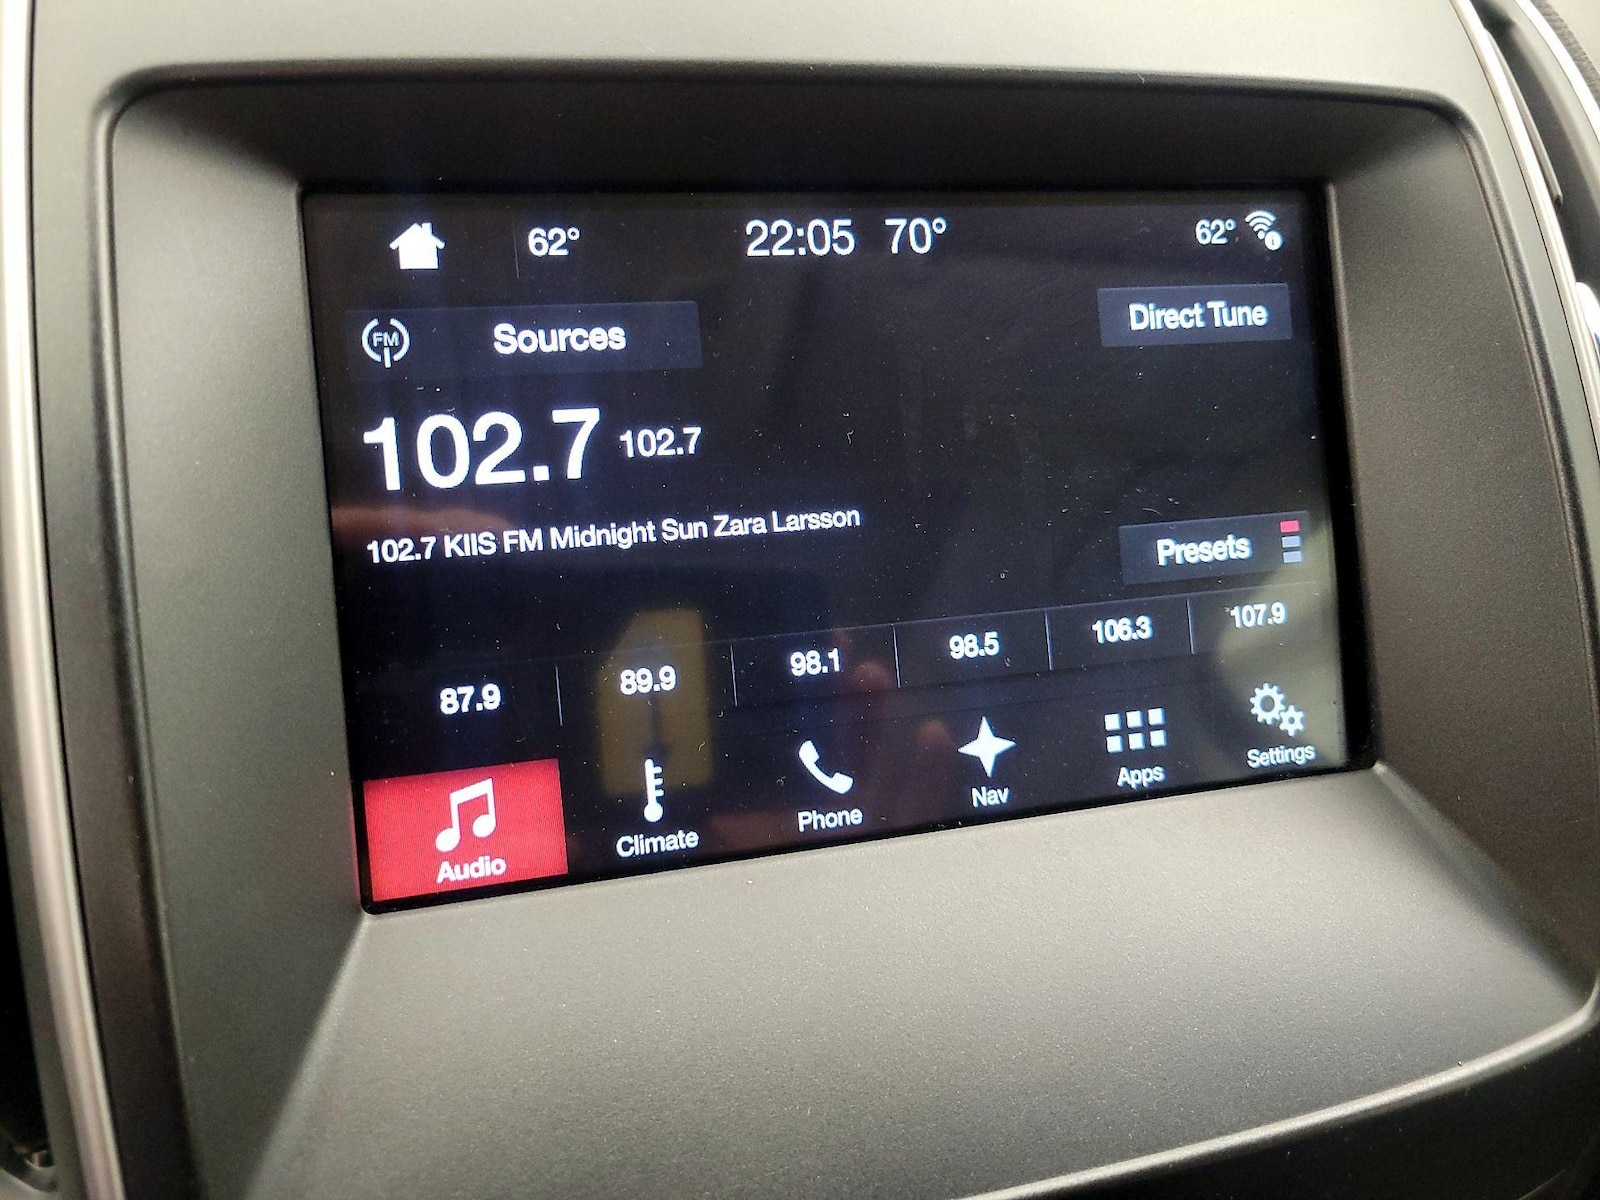 62° 22:05 70° 62°
FM Sources Direct Tune
102.7 102.7
102.7 KIIS FM Midnight Sun Zara Larsson
Presets
87.9 89.9 98.1 98.5 106.3 107.9
Audio Climate Phone Nav Apps Settings